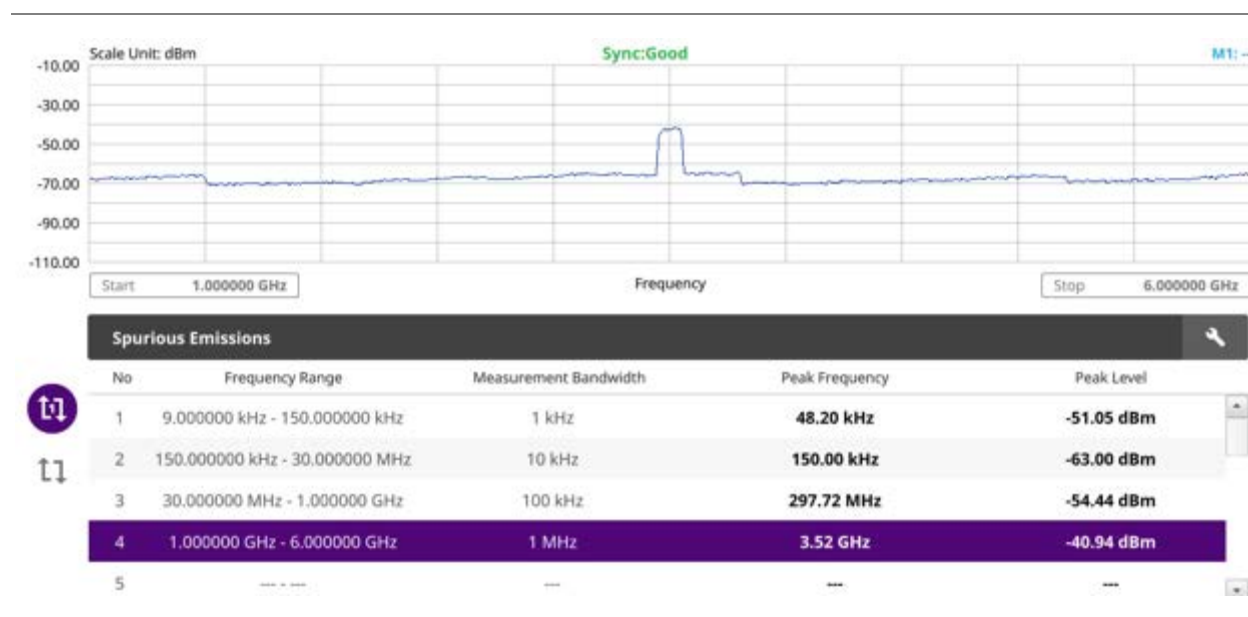 Scale Unit: dBm Sync:Good M1: --
-10.00
-30.00
-50.00
-70.00
-90.00
-110.00
Start 1.000000 GHz Frequency Stop 6.000000 GHz
Spurious Emissions
No Frequency Range Measurement Bandwidth Peak Frequency Peak Level
1 9.000000 kHz - 150.000000 kHz 1 kHz 48.20 kHz -51.05 dBm
2 150.000000 kHz - 30.000000 MHz 10 kHz 150.00 kHz -63.00 dBm
3 30.000000 MHz - 1.000000 GHz 100 kHz 297.72 MHz -54.44 dBm
4 1.000000 GHz - 6.000000 GHz 1 MHz 3.52 GHz -40.94 dBm
5 --- - --- --- --- ---